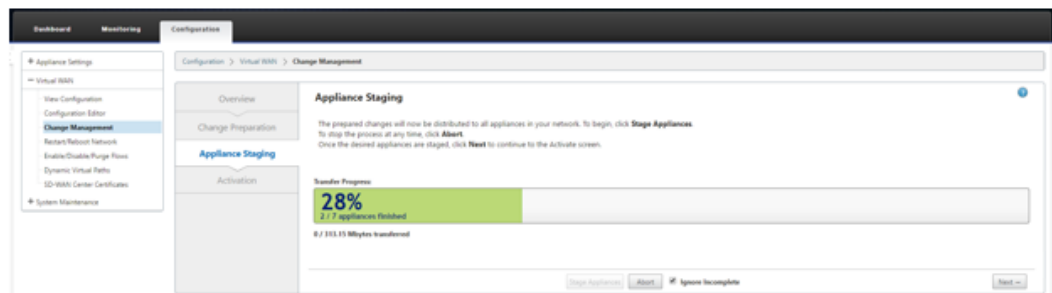 Dashboard Monitoring Configuration
+ Appliance Settings
− Virtual WAN
View Configuration
Configuration Editor
Change Management
Restart/Reboot Network
Enable/Disable/Purge Flows
Dynamic Virtual Paths
SD-WAN Center Certificates
+ System Maintenance
Configuration > Virtual WAN > Change Management
Overview
Change Preparation
Appliance Staging
Activation
Appliance Staging
?
The prepared changes will now be distributed to all appliances in your network. To begin, click Stage Appliances.
To stop the process at any time, click Abort.
Once the desired appliances are staged, click Next to continue to the Activate screen.
Transfer Progress:
28%
2 / 7 appliances finished
0 / 313.15 Mbytes transferred
Stage Appliances Abort Ignore Incomplete Next →